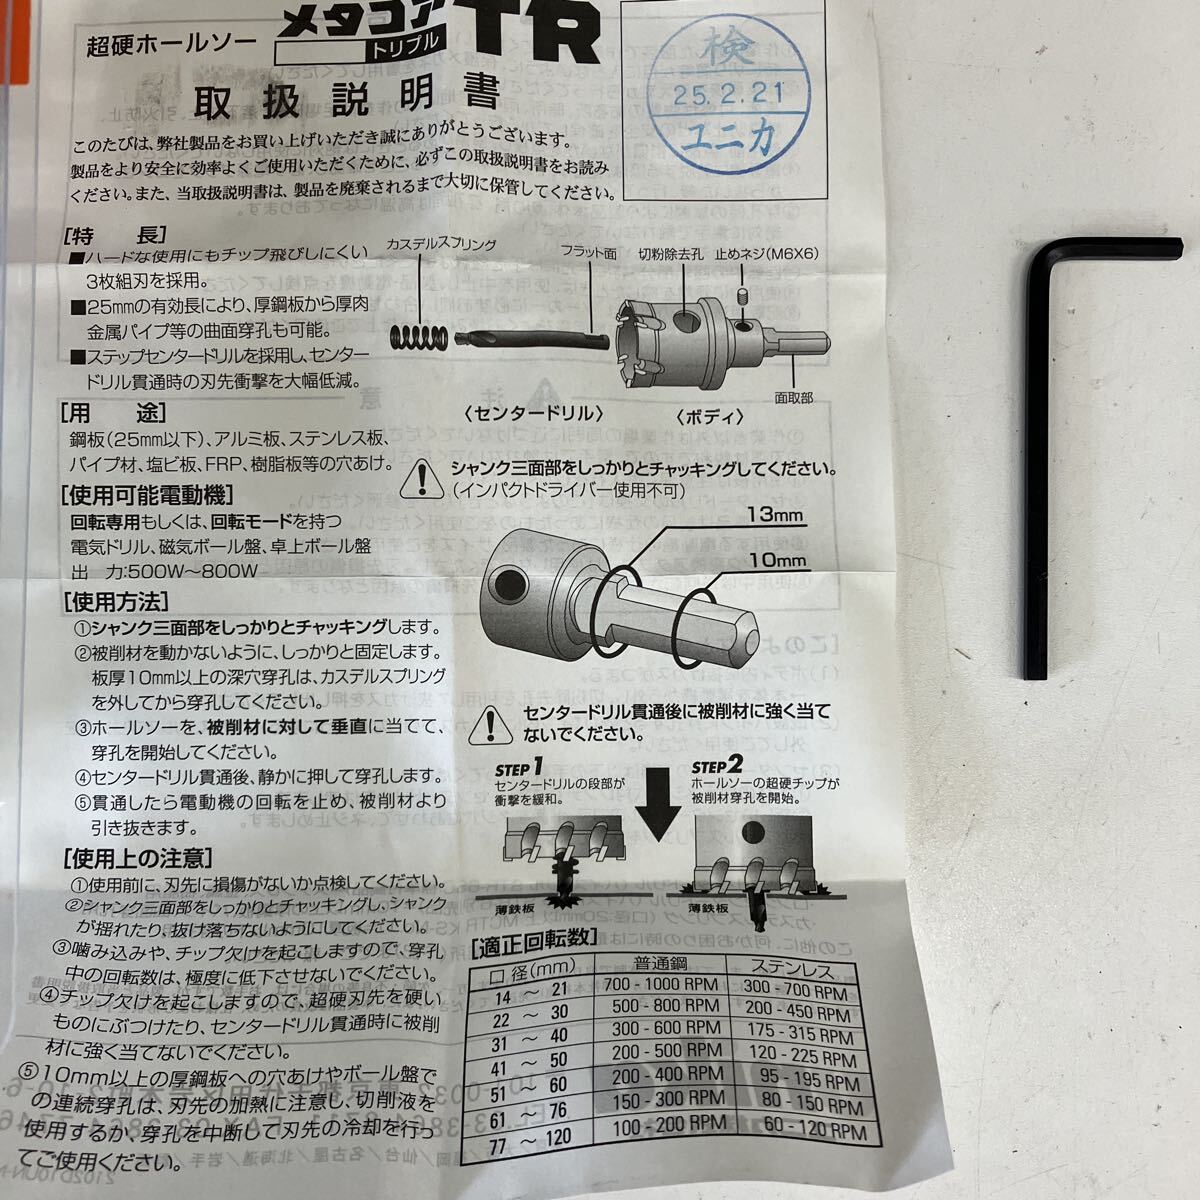 超硬ホールソー
メタコア
トリプル
TR
取扱説明書
検
25.2.21
ユニカ
このたびは、弊社製品をお買い上げいただき誠にありがとうございます。
製品をより安全に効率よくご使用いただくために、必ずこの取扱説明書をお読み
ください。また、当取扱説明書は、製品を廃棄されるまで大切に保管してください。
[特　長]
■ハードな使用にもチップ飛びしにくい
3枚組刃を採用。
■25mmの有効長により、厚鋼板から厚肉
金属パイプ等の曲面穿孔も可能。
■ステップセンタードリルを採用し、センター
ドリル貫通時の刃先衝撃を大幅低減。
カスデルスプリング
フラット面
切粉除去孔
止めネジ(M6X6)
面取部
〈センタードリル〉
〈ボディ〉
[用　途]
鋼板(25mm以下)、アルミ板、ステンレス板、
パイプ材、塩ビ板、FRP、樹脂板等の穴あけ。
[使用可能電動機]
回転専用もしくは、回転モードを持つ
電気ドリル、磁気ボール盤、卓上ボール盤
出　力:500W～800W
シャンク三面部をしっかりとチャッキングしてください。
(インパクトドライバー使用不可)
13mm
10mm
[使用方法]
①シャンク三面部をしっかりとチャッキングします。
②被削材を動かないように、しっかりと固定します。
板厚10mm以上の深穴穿孔は、カスデルスプリング
を外してから穿孔してください。
③ホールソーを、被削材に対して垂直に当てて、
穿孔を開始してください。
④センタードリル貫通後、静かに押して穿孔します。
⑤貫通したら電動機の回転を止め、被削材より
引き抜きます。
センタードリル貫通後に被削材に強く当て
ないでください。
STEP 1
センタードリルの段部が
衝撃を緩和。
STEP 2
ホールソーの超硬チップが
被削材穿孔を開始。
薄鉄板
薄鉄板
[使用上の注意]
①使用前に、刃先に損傷がないか点検してください。
②シャンク三面部をしっかりとチャッキングし、シャンク
が揺れたり、抜け落ちないようにしてください。
③噛み込みや、チップ欠けを起こしますので、穿孔
中の回転数は、極度に低下させないでください。
④チップ欠けを起こしますので、超硬刃先を硬い
ものにぶつけたり、センタードリル貫通時に被削
材に強く当てないでください。
⑤10mm以上の厚鋼板への穴あけやボール盤で
の連続穿孔は、刃先の加熱に注意し、切削液を
使用するか、穿孔を中断して刃先の冷却を行っ
てご使用ください。
[適正回転数]
口径(mm) 普通鋼 ステンレス
14 ～ 21 700 - 1000 RPM 300 - 700 RPM
22 ～ 30 500 - 800 RPM 200 - 450 RPM
31 ～ 40 300 - 600 RPM 175 - 315 RPM
41 ～ 50 200 - 500 RPM 120 - 225 RPM
51 ～ 60 200 - 400 RPM 95 - 195 RPM
61 ～ 76 150 - 300 RPM 80 - 150 RPM
77 ～ 120 100 - 200 RPM 60 - 120 RPM